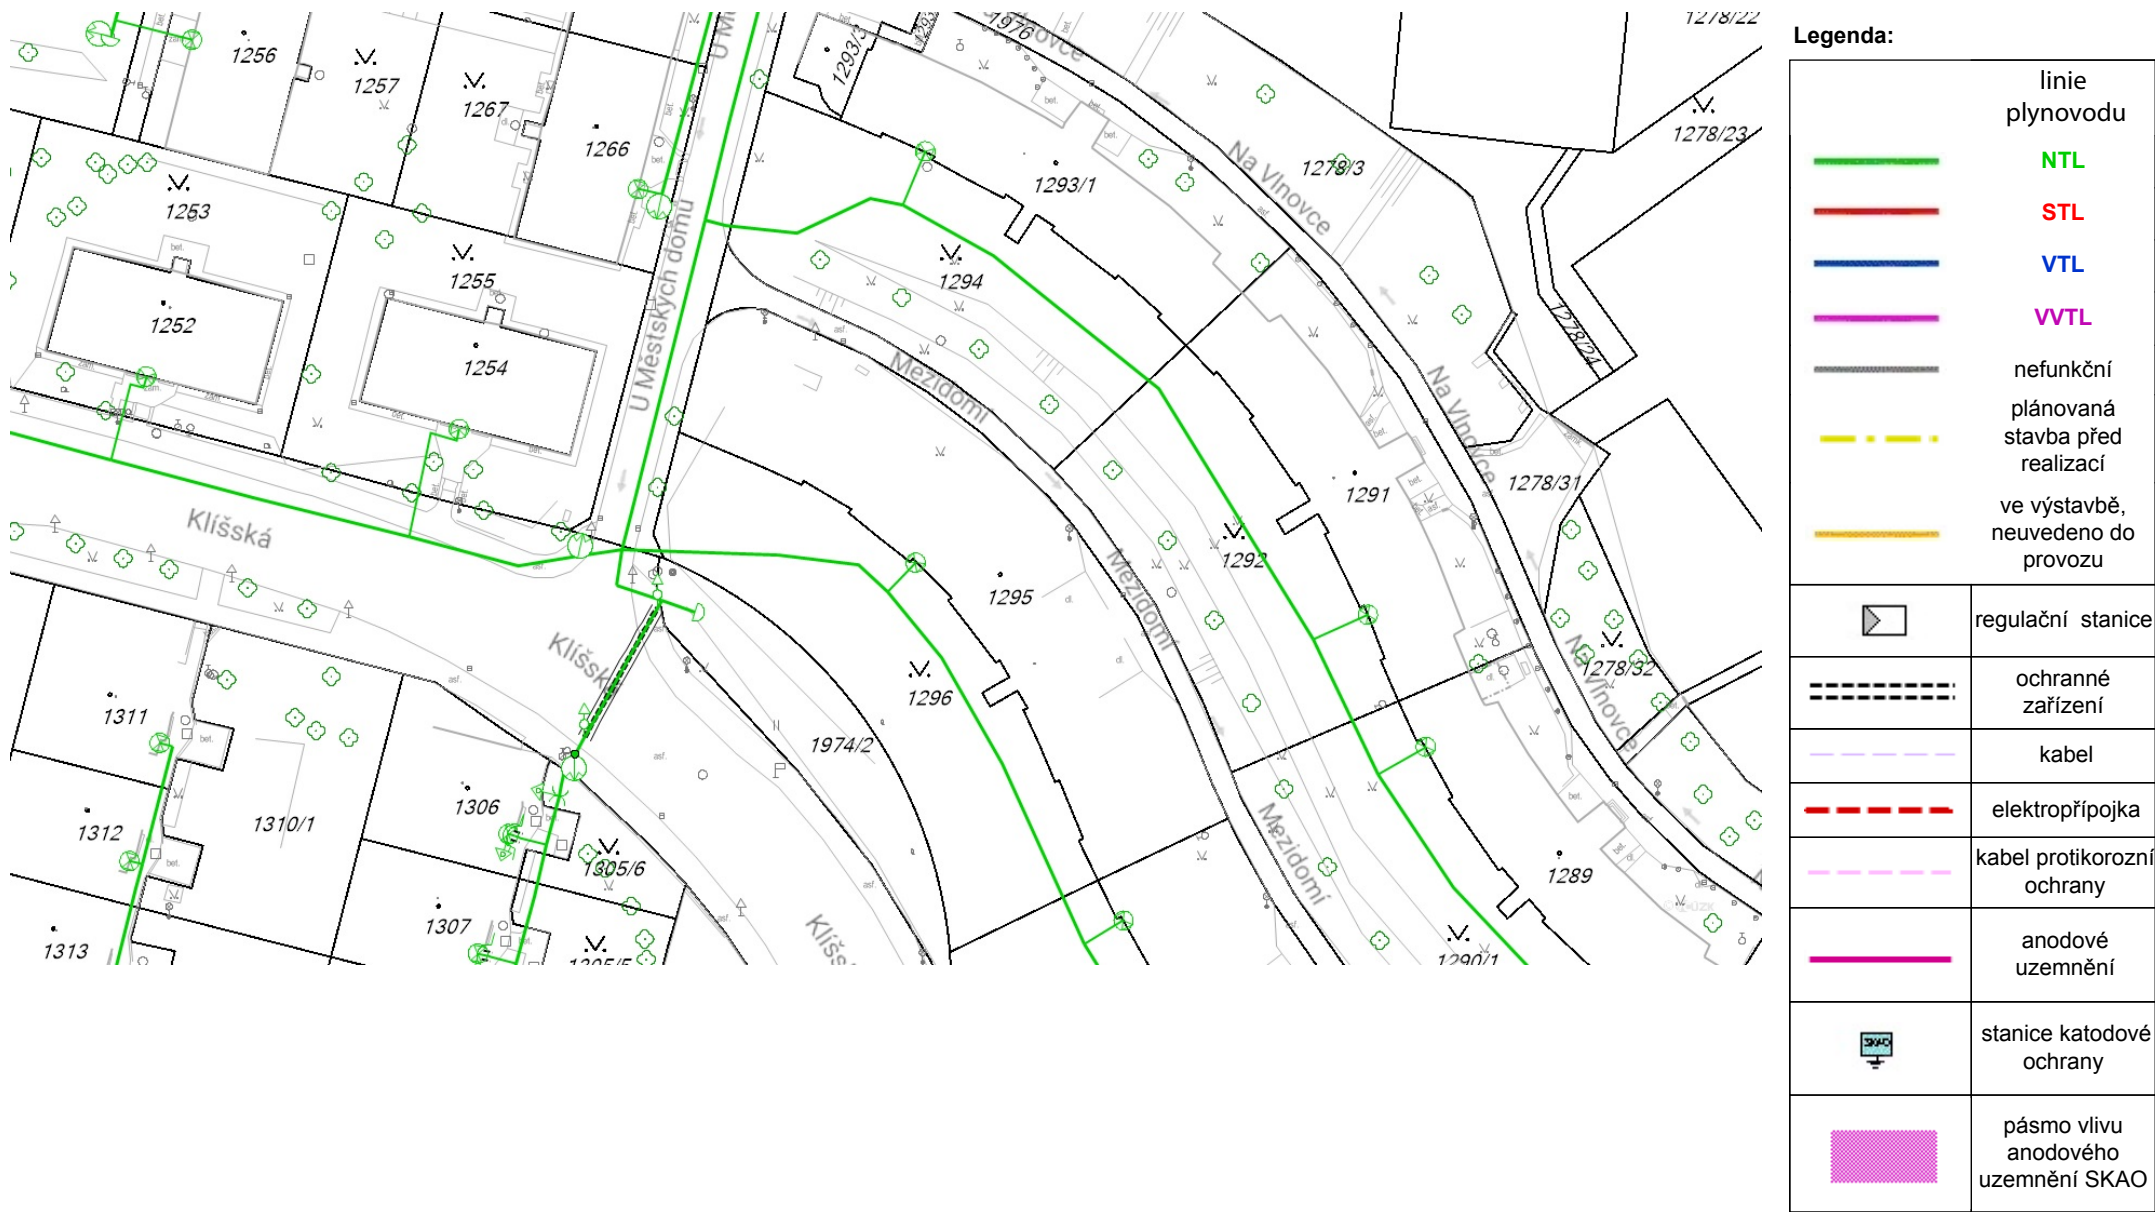 1256
1257
1267
1266
1253
1255
1252
1254
U Městských domů
1293/3
1976
1293/1
1278/22
1278/23
1278/3
Na Vlnovce
1294
Mezidomí
1278/24
Na Vlnovce
1291
1278/31
1292
Mezidomí
1295
1278/32
Na Vlnovce
Klíšská
1296
1974/2
1311
1312
1310/1
1306
1305/6
1307
1313
1305/5
1289
Mezidomí
1290/1
Legenda:
linie
plynovodu
NTL
STL
VTL
VVTL
nefunkční
plánovaná
stavba před
realizací
ve výstavbě,
neuvedeno do
provozu
regulační stanice
ochranné
zařízení
kabel
elektropřípojka
kabel protikorozní
ochrany
anodové
uzemnění
SKAO
stanice katodové
ochrany
pásmo vlivu
anodového
uzemnění SKAO